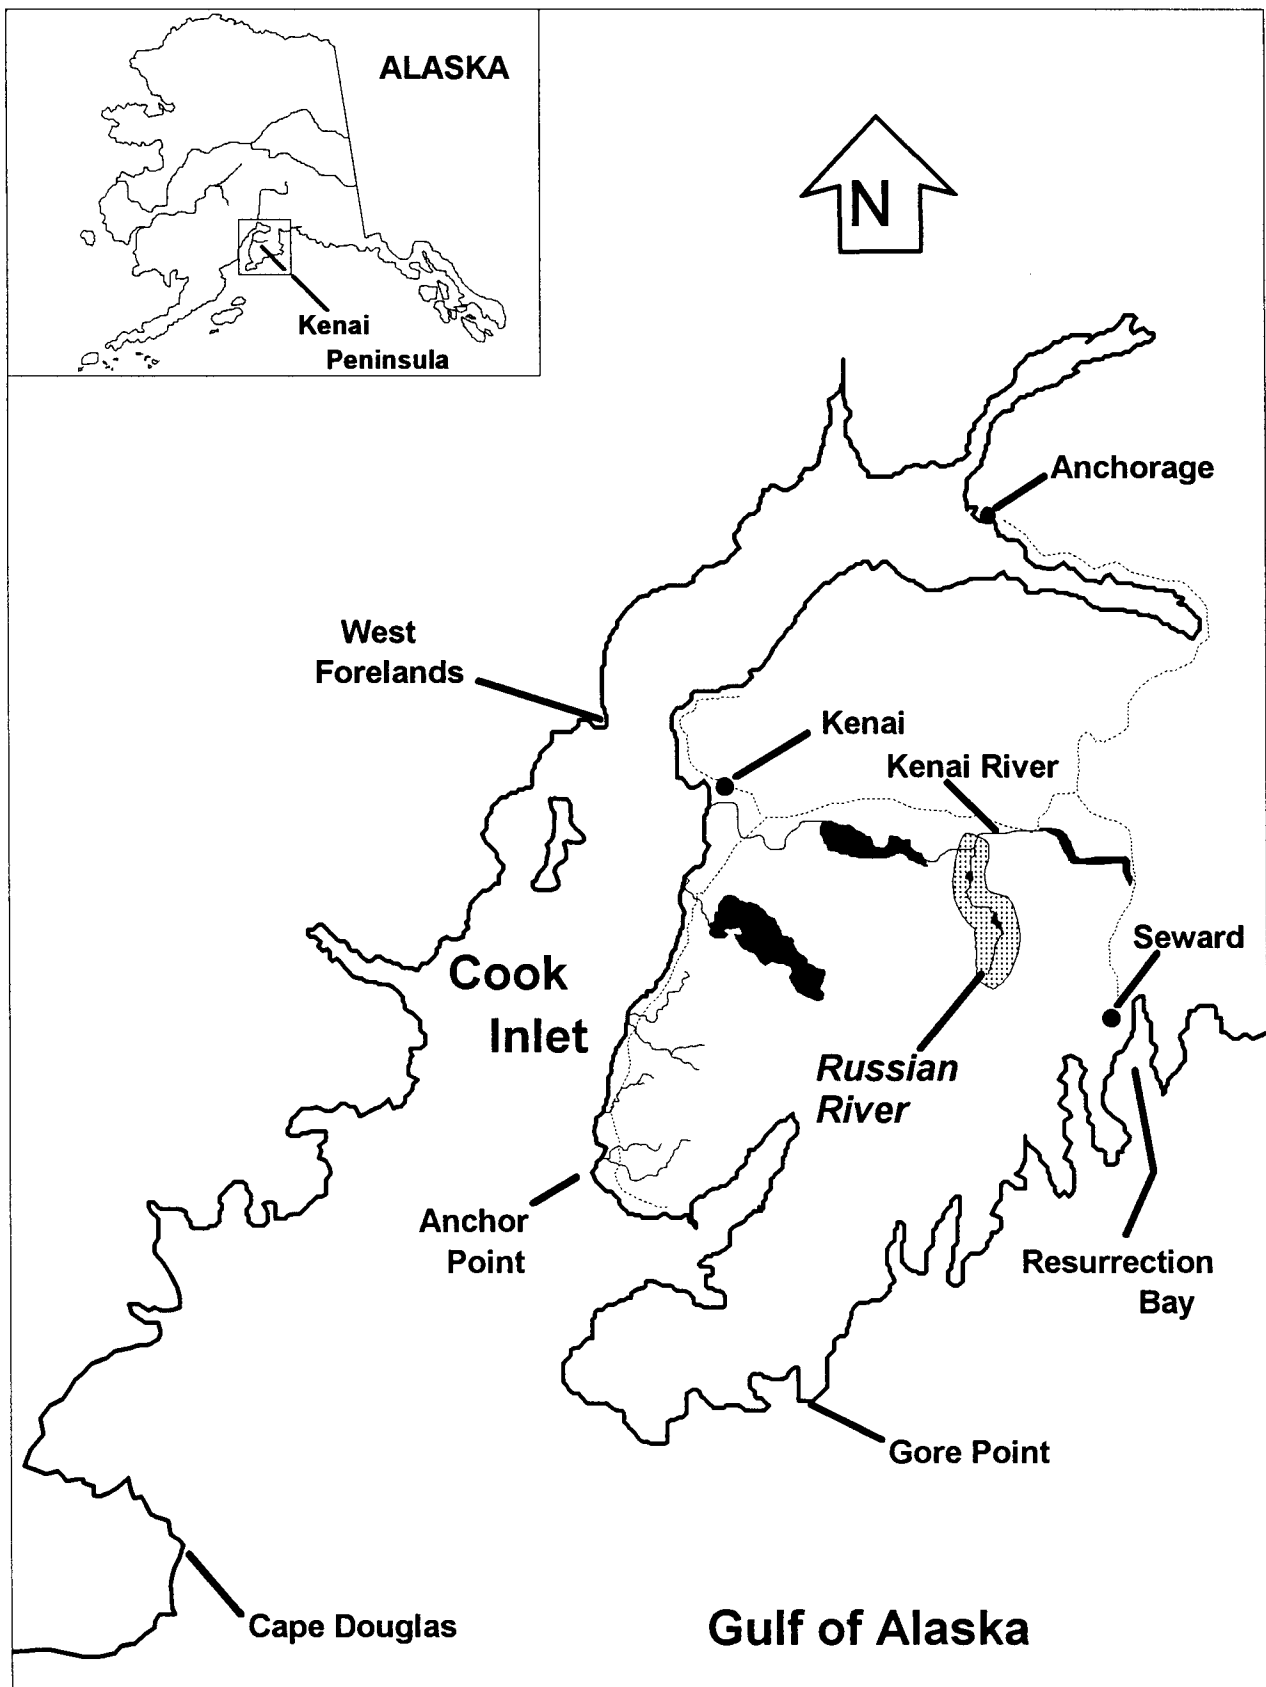 ALASKA
Kenai
Peninsula
N
Anchorage
West
Forelands
Kenai
Kenai River
Seward
Cook
Inlet
Russian
River
Anchor
Point
Resurrection
Bay
Gore Point
Cape Douglas
Gulf of Alaska